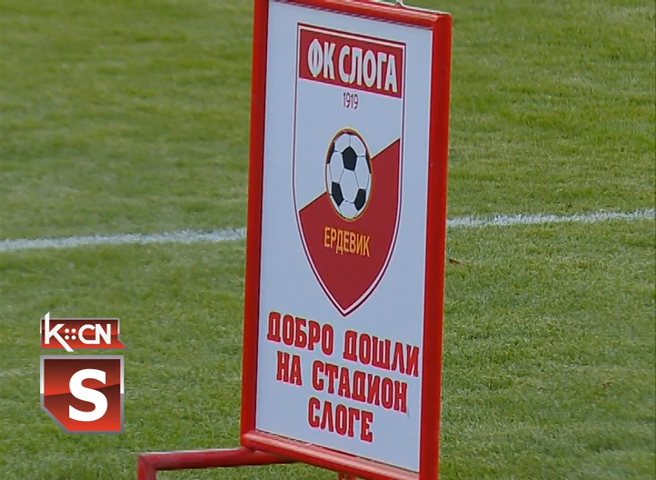 ФК СЛОГА
1919
ЕРДЕВИК
ДОБРО ДОШЛИ
НА СТАДИОН
СЛОГЕ
K::CN
S